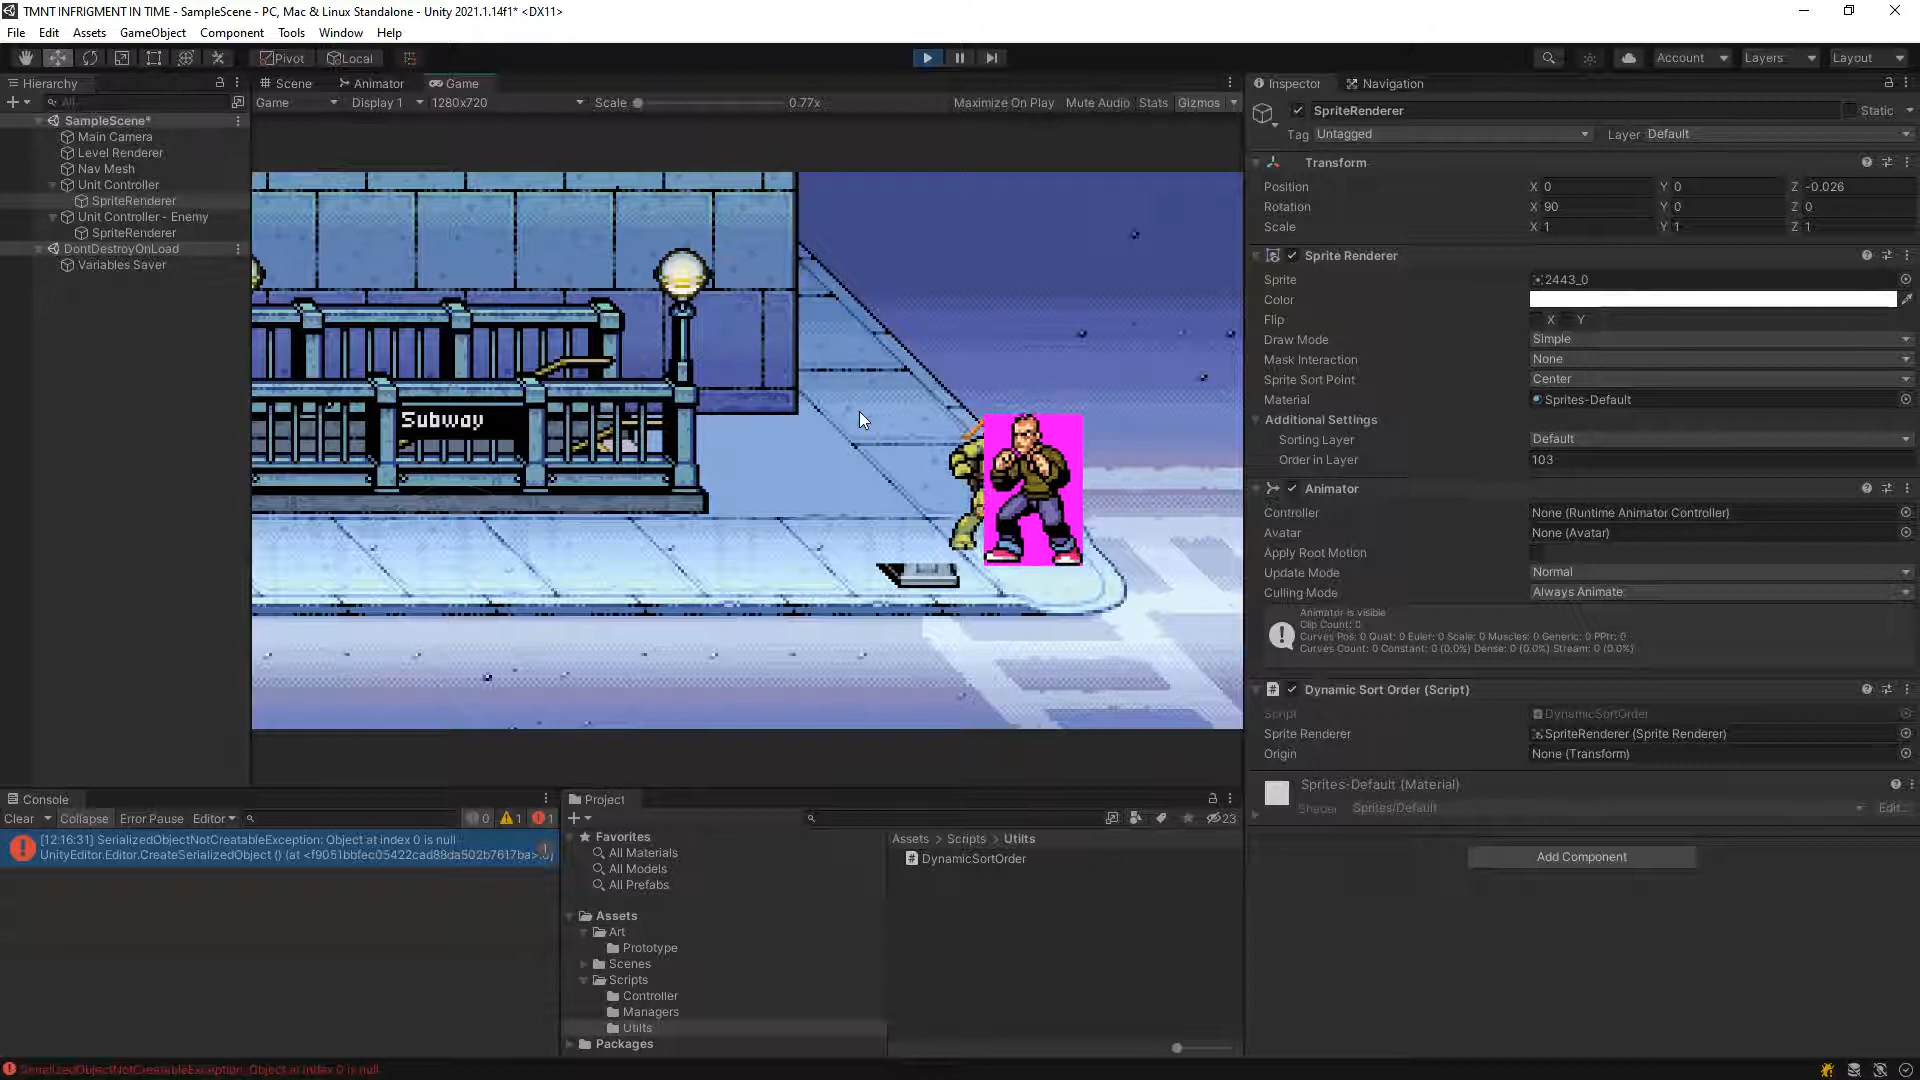 TMNT INFRIGMENT IN TIME - SampleScene - PC, Mac & Linux Standalone - Unity 2021.1.14f1* <DX11>
File Edit Assets GameObject Component Tools Window Help
Pivot Local Account Layers Layout
Hierarchy
All
SampleScene*
Main Camera
Level Renderer
Nav Mesh
Unit Controller
SpriteRenderer
Unit Controller - Enemy
SpriteRenderer
DontDestroyOnLoad
Variables Saver
Scene Animator Game
Game Display 1 1280x720 Scale 0.77x Maximize On Play Mute Audio Stats Gizmos
Subway
Inspector Navigation
SpriteRenderer Static
Tag Untagged Layer Default
Transform
Position X 0 Y 0 Z -0.026
Rotation X 90 Y 0 Z 0
Scale X 1 Y 1 Z 1
Sprite Renderer
Sprite 2443_0
Color
Flip X Y
Draw Mode Simple
Mask Interaction None
Sprite Sort Point Center
Material Sprites-Default
Additional Settings
Sorting Layer Default
Order in Layer 103
Animator
Controller None (Runtime Animator Controller)
Avatar None (Avatar)
Apply Root Motion
Update Mode Normal
Culling Mode Always Animate
Animator is visible
Clip Count: 0
Curves Pos: 0 Quat: 0 Euler: 0 Scale: 0 Muscles: 0 Generic: 0 PPtr: 0
Curves Count: 0 Constant: 0 (0.0%) Dense: 0 (0.0%) Stream: 0 (0.0%)
Dynamic Sort Order (Script)
Script DynamicSortOrder
Sprite Renderer SpriteRenderer (Sprite Renderer)
Origin None (Transform)
Sprites-Default (Material)
Shader Sprites/Default Edit...
Add Component
Console
Clear Collapse Error Pause Editor 0 1 1
[12:16:31] SerializedObjectNotCreatableException: Object at index 0 is null
UnityEditor.Editor.CreateSerializedObject () (at <f9051bbfec05422cad88da502b7617ba>:0)
Project
23
Favorites
All Materials
All Models
All Prefabs
Assets
Art
Prototype
Scenes
Scripts
Controller
Managers
Utilts
Packages
Assets > Scripts > Utilts
DynamicSortOrder
SerializedObjectNotCreatableException: Object at index 0 is null